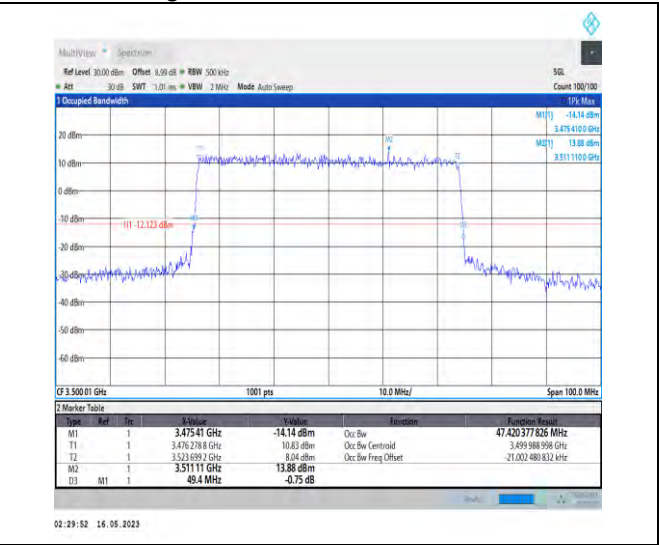 MultiView Spectrum
Ref Level 30.00 dBm Offset 8.99 dB RBW 500 kHz SGL
Att 30 dB SWT 1.01 ms VBW 2 MHz Mode Auto Sweep Count 100/100
1 Occupied Bandwidth 1Pk Max
M1[1] -14.14 dBm
3.475 410 0 GHz
M2[1] 13.88 dBm
3.511 110 0 GHz
20 dBm
M2
T2
10 dBm
0 dBm
-10 dBm
H1 -12.123 dBm
-20 dBm
-30 dBm
-40 dBm
-50 dBm
-60 dBm
CF 3.500 01 GHz 1001 pts 10.0 MHz/ Span 100.0 MHz
2 Marker Table
Type Ref Trc X-Value Y-Value Function Function Result
M1 1 3.475 41 GHz -14.14 dBm Occ Bw 47.420 377 826 MHz
T1 1 3.476 278 8 GHz 10.83 dBm Occ Bw Centroid 3.499 988 998 GHz
T2 1 3.523 699 2 GHz 8.04 dBm Occ Bw Freq Offset -21.002 480 832 kHz
M2 1 3.511 11 GHz 13.88 dBm
D3 M1 1 49.4 MHz -0.75 dB
02:29:52 16.05.2023